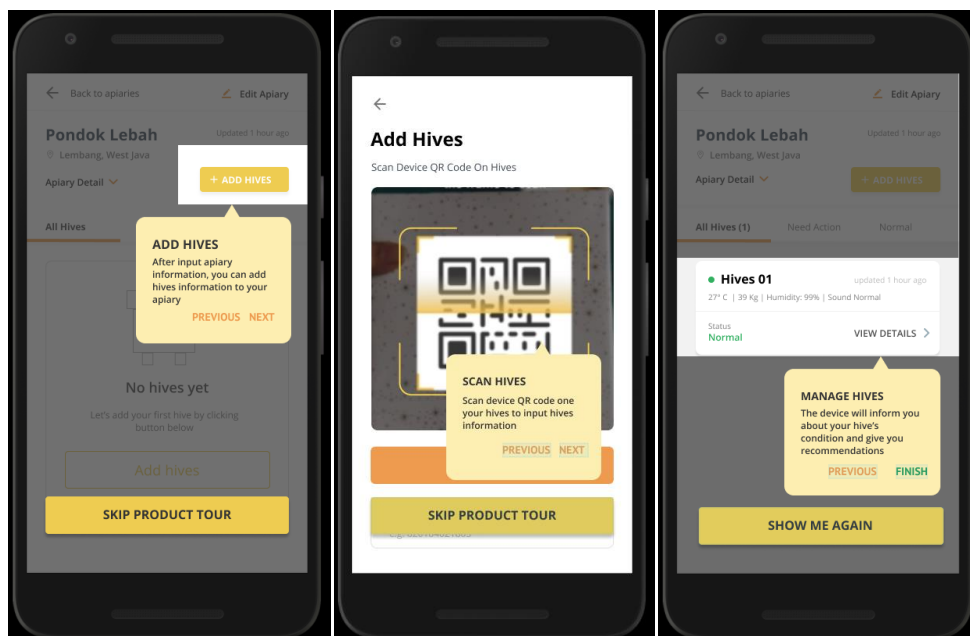 Back to apiaries
Edit Apiary
Pondok Lebah
Updated 1 hour ago
Lembang, West Java
Apiary Detail
+ ADD HIVES
All Hives
ADD HIVES
After input apiary
information, you can add
hives information to your
apiary
PREVIOUS NEXT
No hives yet
Let's add your first hive by clicking
button below
Add hives
SKIP PRODUCT TOUR
Add Hives
Scan Device QR Code On Hives
SCAN HIVES
Scan device QR code one
your hives to input hives
information
PREVIOUS NEXT
SKIP PRODUCT TOUR
Back to apiaries
Edit Apiary
Pondok Lebah
Updated 1 hour ago
Lembang, West Java
Apiary Detail
+ ADD HIVES
All Hives (1) Need Action Normal
Hives 01
updated 1 hour ago
27° C | 39 Kg | Humidity: 99% | Sound Normal
Status
Normal
VIEW DETAILS
MANAGE HIVES
The device will inform you
about your hive's
condition and give you
recommendations
PREVIOUS FINISH
SHOW ME AGAIN